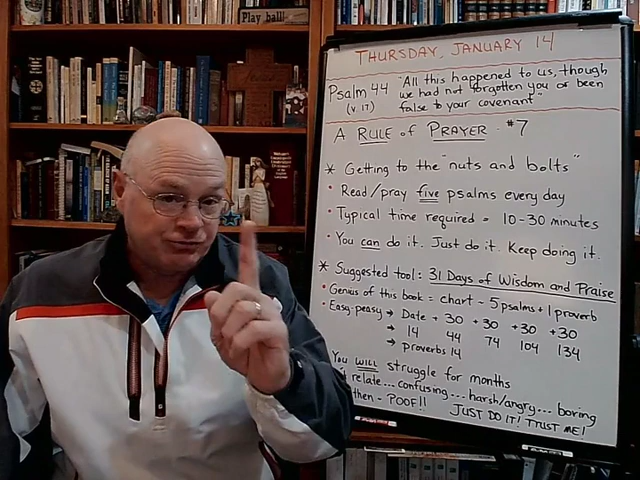 Play ball!
THURSDAY, JANUARY 14
Psalm 44 "All this happened to us, though
(v. 17) we had not forgotten you or been
false to your covenant"
A RULE of PRAYER - #7
* Getting to the "nuts and bolts"
• Read/pray five psalms every day
• Typical time required = 10-30 minutes
• You can do it. Just do it. Keep doing it.
* Suggested tool: 31 Days of Wisdom and Praise
• Genius of this book = chart - 5 psalms + 1 proverb
• Easy peasy → Date + 30 + 30 + 30 + 30
→ 14 44 74 104 134
→ proverbs 14
You WILL struggle for months
relate... confusing... harsh/angry... boring
then - POOF!! JUST DO IT! TRUST ME!